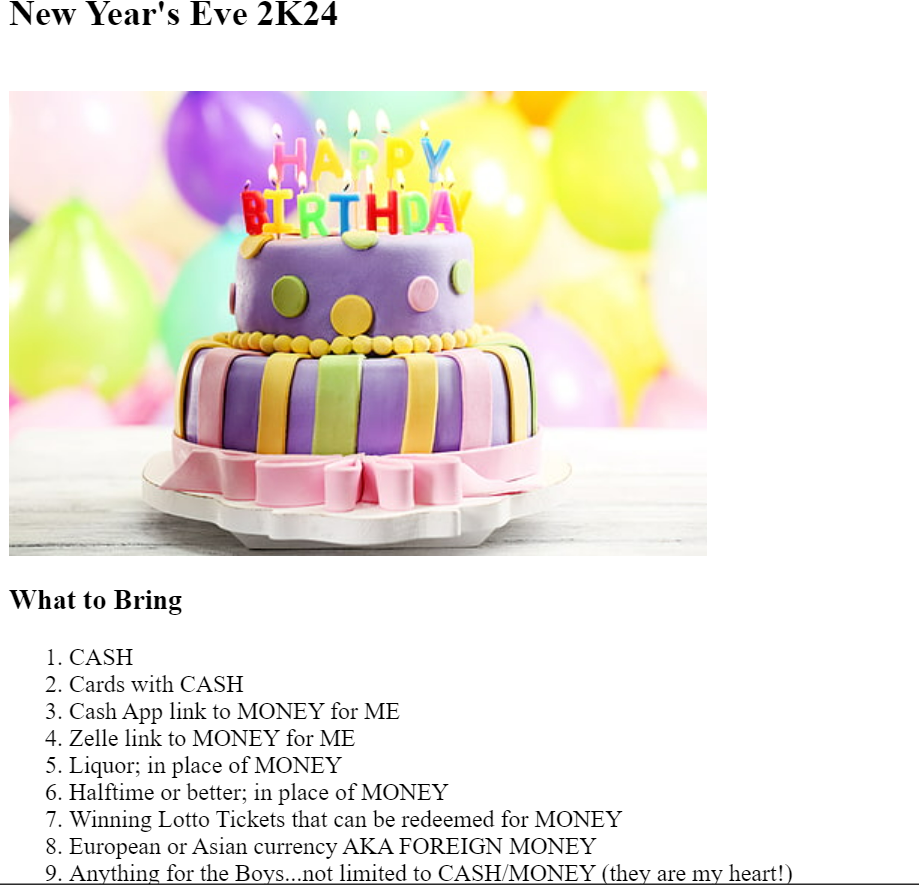 New Year's Eve 2K24
HAPPY
BIRTHDAY
What to Bring
1. CASH
2. Cards with CASH
3. Cash App link to MONEY for ME
4. Zelle link to MONEY for ME
5. Liquor; in place of MONEY
6. Halftime or better; in place of MONEY
7. Winning Lotto Tickets that can be redeemed for MONEY
8. European or Asian currency AKA FOREIGN MONEY
9. Anything for the Boys...not limited to CASH/MONEY (they are my heart!)